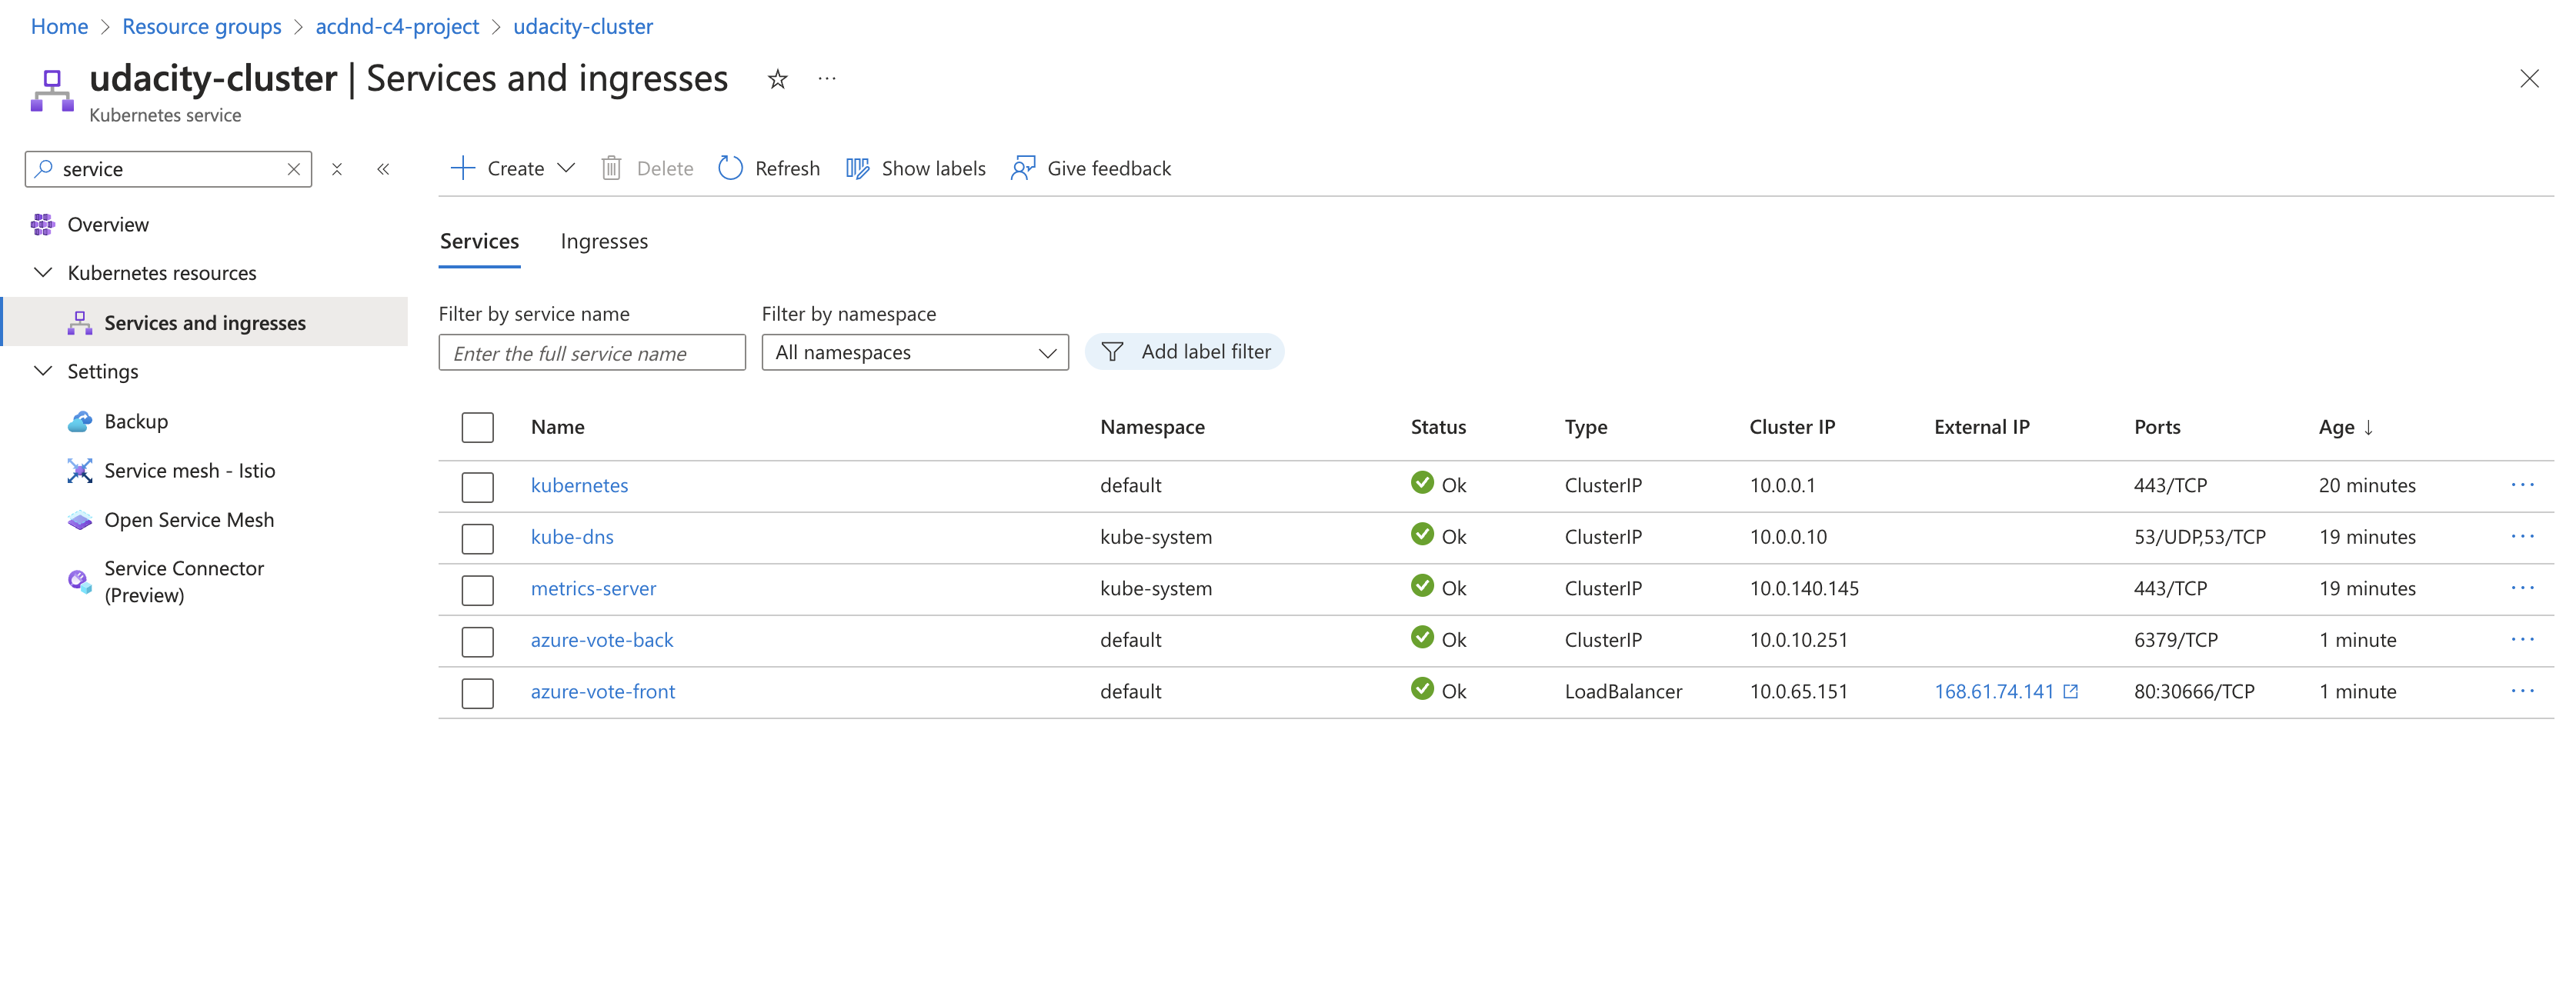 Home > Resource groups > acdnd-c4-project > udacity-cluster
udacity-cluster | Services and ingresses
Kubernetes service
service
Create
Delete
Refresh
Show labels
Give feedback
Overview
Kubernetes resources
Services and ingresses
Settings
Backup
Service mesh - Istio
Open Service Mesh
Service Connector
(Preview)
Services Ingresses
Filter by service name
Enter the full service name
Filter by namespace
All namespaces
Add label filter
Name Namespace Status Type Cluster IP External IP Ports Age ↓
kubernetes default Ok ClusterIP 10.0.0.1 443/TCP 20 minutes
kube-dns kube-system Ok ClusterIP 10.0.0.10 53/UDP,53/TCP 19 minutes
metrics-server kube-system Ok ClusterIP 10.0.140.145 443/TCP 19 minutes
azure-vote-back default Ok ClusterIP 10.0.10.251 6379/TCP 1 minute
azure-vote-front default Ok LoadBalancer 10.0.65.151 168.61.74.141 80:30666/TCP 1 minute